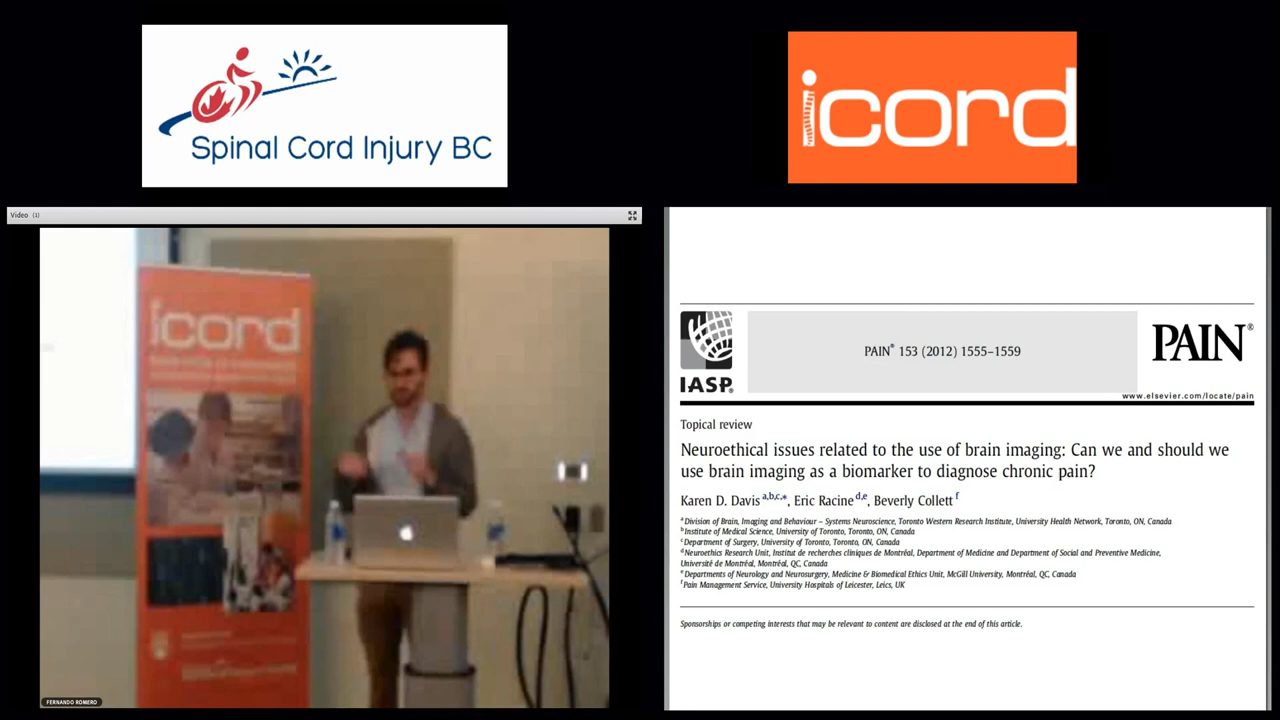 Spinal Cord Injury BC
icord
Video (1)
icord
FERNANDO ROMERO
IASP®
PAIN® 153 (2012) 1555–1559
PAIN®
www.elsevier.com/locate/pain
Topical review
Neuroethical issues related to the use of brain imaging: Can we and should we
use brain imaging as a biomarker to diagnose chronic pain?
Karen D. Davis a,b,c,*, Eric Racine d,e, Beverly Collett f
a Division of Brain, Imaging and Behaviour – Systems Neuroscience, Toronto Western Research Institute, University Health Network, Toronto, ON, Canada
b Institute of Medical Science, University of Toronto, Toronto, ON, Canada
c Department of Surgery, University of Toronto, Toronto, ON, Canada
d Neuroethics Research Unit, Institut de recherches cliniques de Montréal, Department of Medicine and Department of Social and Preventive Medicine,
Université de Montréal, Montréal, QC, Canada
e Departments of Neurology and Neurosurgery, Medicine & Biomedical Ethics Unit, McGill University, Montréal, QC, Canada
f Pain Management Service, University Hospitals of Leicester, Leics, UK
Sponsorships or competing interests that may be relevant to content are disclosed at the end of this article.